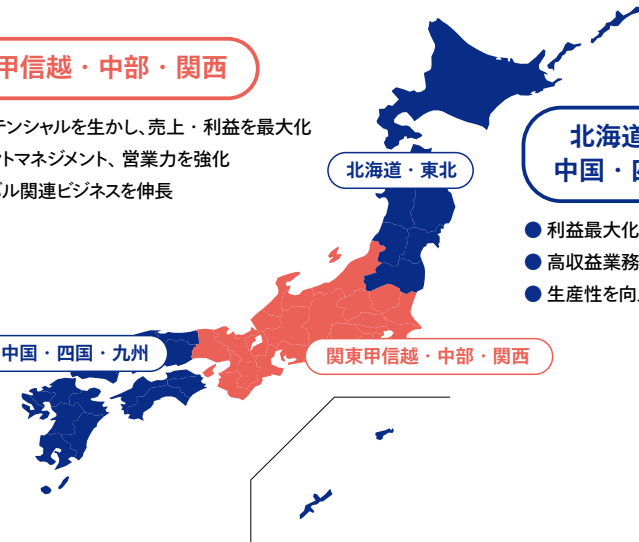 甲信越・中部・関西
テンシャルを生かし、売上・利益を最大化
ントマネジメント、営業力を強化
バル関連ビジネスを伸長
北海道・東北
北海道
中国・四
● 利益最大化
● 高収益業務
● 生産性を向上
中国・四国・九州
関東甲信越・中部・関西